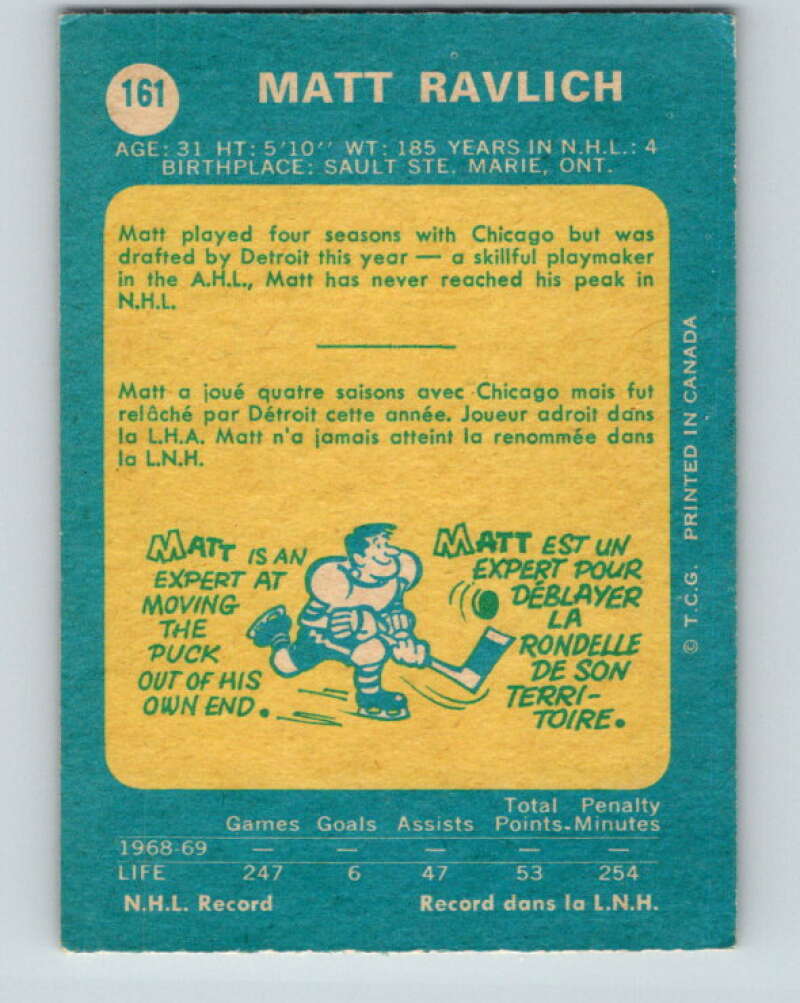 161
MATT RAVLICH
AGE: 31 HT: 5'10" WT: 185 YEARS IN N.H.L.: 4
BIRTHPLACE: SAULT STE. MARIE, ONT.
Matt played four seasons with Chicago but was
drafted by Detroit this year — a skillful playmaker
in the A.H.L., Matt has never reached his peak in
N.H.L.
Matt a joué quatre saisons avec Chicago mais fut
relâché par Détroit cette année. Joueur adroit dans
la L.H.A. Matt n'a jamais atteint la renommée dans
la L.N.H.
MATT IS AN
EXPERT AT
MOVING
THE
PUCK
OUT OF HIS
OWN END.
MATT EST UN
EXPERT POUR
DÉBLAYER
LA
RONDELLE
DE SON
TERRI-
TOIRE.
© T.C.G. PRINTED IN CANADA
Total Penalty
Games Goals Assists Points-Minutes
1968-69 — — — — —
LIFE 247 6 47 53 254
N.H.L. Record Record dans la L.N.H.